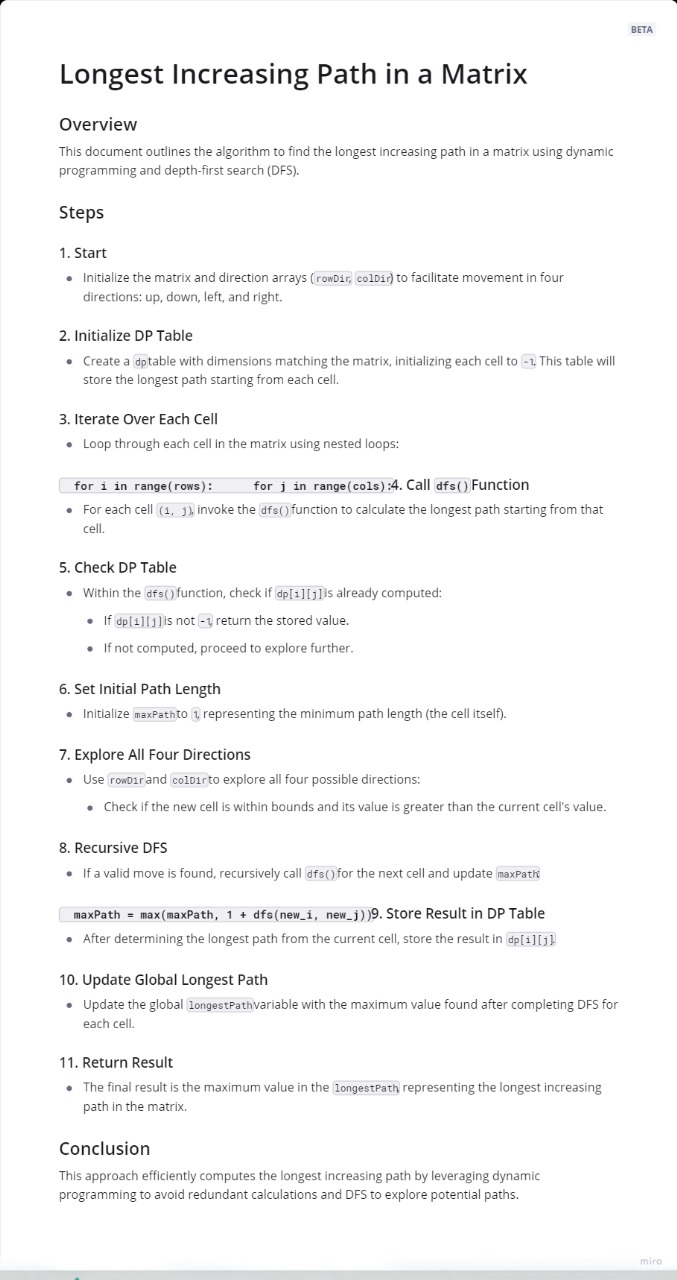 BETA
Longest Increasing Path in a Matrix
Overview
This document outlines the algorithm to find the longest increasing path in a matrix using dynamic
programming and depth-first search (DFS).
Steps
1. Start
• Initialize the matrix and direction arrays (rowDir, colDir) to facilitate movement in four
directions: up, down, left, and right.
2. Initialize DP Table
• Create a dp table with dimensions matching the matrix, initializing each cell to -1. This table will
store the longest path starting from each cell.
3. Iterate Over Each Cell
• Loop through each cell in the matrix using nested loops:
for i in range(rows): for j in range(cols):4. Call dfs() Function
• For each cell (i, j), invoke the dfs() function to calculate the longest path starting from that
cell.
5. Check DP Table
• Within the dfs() function, check if dp[i][j] is already computed:
• If dp[i][j] is not -1, return the stored value.
• If not computed, proceed to explore further.
6. Set Initial Path Length
• Initialize maxPath to 1, representing the minimum path length (the cell itself).
7. Explore All Four Directions
• Use rowDir and colDir to explore all four possible directions:
• Check if the new cell is within bounds and its value is greater than the current cell's value.
8. Recursive DFS
• If a valid move is found, recursively call dfs() for the next cell and update maxPath:
maxPath = max(maxPath, 1 + dfs(new_i, new_j))9. Store Result in DP Table
• After determining the longest path from the current cell, store the result in dp[i][j].
10. Update Global Longest Path
• Update the global longestPath variable with the maximum value found after completing DFS for
each cell.
11. Return Result
• The final result is the maximum value in the longestPath, representing the longest increasing
path in the matrix.
Conclusion
This approach efficiently computes the longest increasing path by leveraging dynamic
programming to avoid redundant calculations and DFS to explore potential paths.
miro